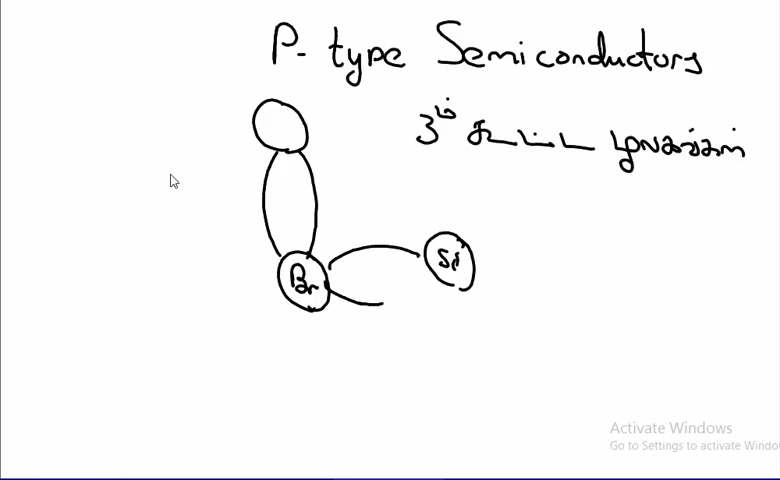 P- type Semiconductors
3ம்
Br
Si
Activate Windows
Go to Settings to activate Windo